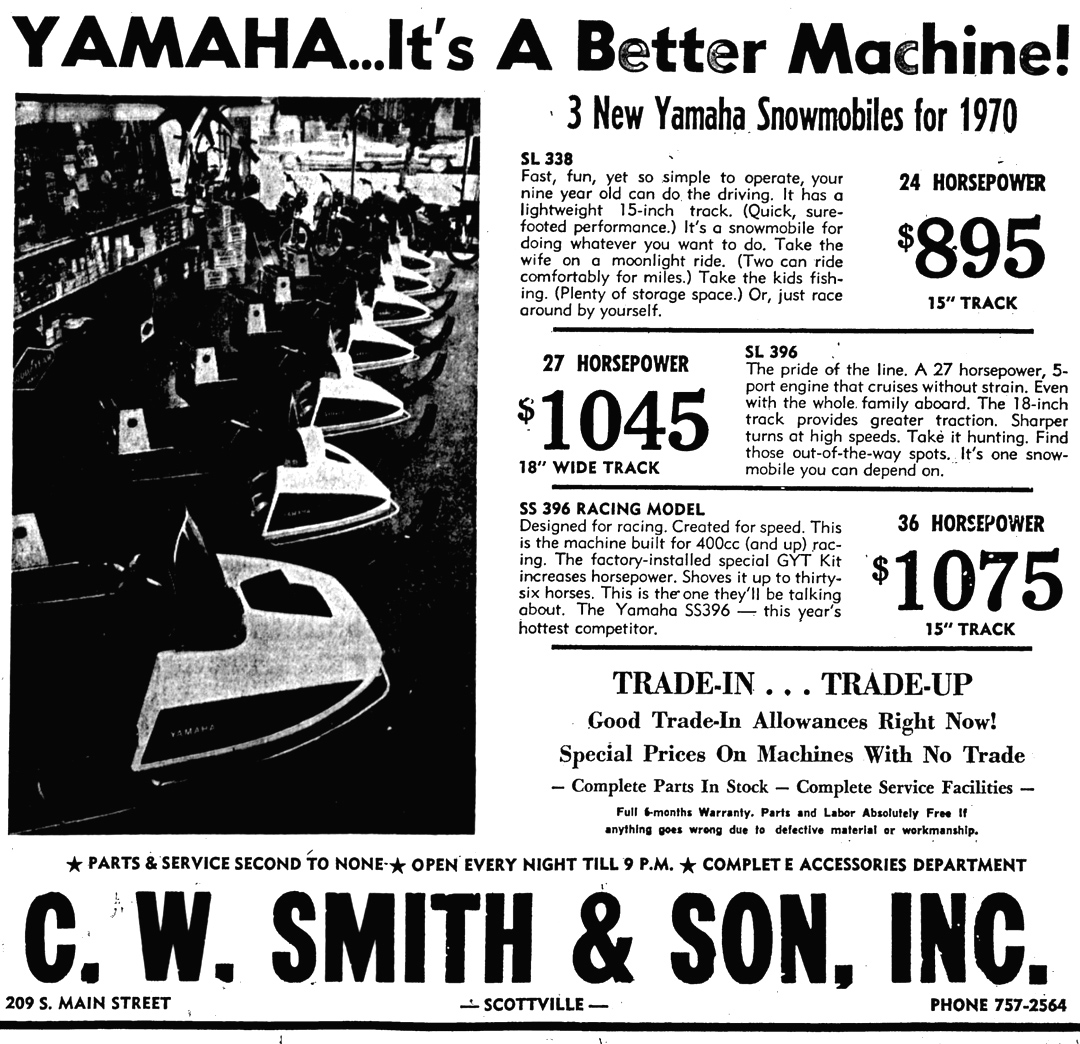 YAMAHA...It's A Better Machine!
3 New Yamaha Snowmobiles for 1970
SL 338
Fast, fun, yet so simple to operate, your
nine year old can do the driving. It has a
lightweight 15-inch track. (Quick, sure-
footed performance.) It's a snowmobile for
doing whatever you want to do. Take the
wife on a moonlight ride. (Two can ride
comfortably for miles.) Take the kids fish-
ing. (Plenty of storage space.) Or, just race
around by yourself.
24 HORSEPOWER
$895
15" TRACK
27 HORSEPOWER
$1045
18" WIDE TRACK
SL 396
The pride of the line. A 27 horsepower, 5-
port engine that cruises without strain. Even
with the whole family aboard. The 18-inch
track provides greater traction. Sharper
turns at high speeds. Take it hunting. Find
those out-of-the-way spots. It's one snow-
mobile you can depend on.
SS 396 RACING MODEL
Designed for racing. Created for speed. This
is the machine built for 400cc (and up) rac-
ing. The factory-installed special GYT Kit
increases horsepower. Shoves it up to thirty-
six horses. This is the one they'll be talking
about. The Yamaha SS396 — this year's
hottest competitor.
36 HORSEPOWER
$1075
15" TRACK
YAMAHA
TRADE-IN . . . TRADE-UP
Good Trade-In Allowances Right Now!
Special Prices On Machines With No Trade
— Complete Parts In Stock — Complete Service Facilities —
Full 6-months Warranty. Parts and Labor Absolutely Free If
anything goes wrong due to defective material or workmanship.
★ PARTS & SERVICE SECOND TO NONE ★ OPEN EVERY NIGHT TILL 9 P.M. ★ COMPLETE ACCESSORIES DEPARTMENT
C. W. SMITH & SON, INC.
209 S. MAIN STREET — SCOTTVILLE — PHONE 757-2564